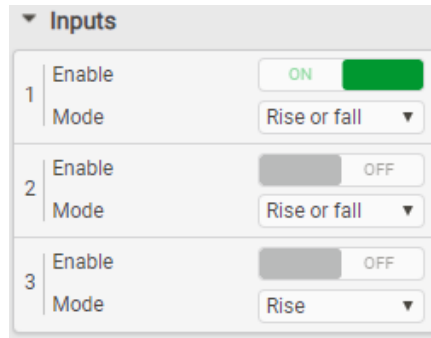 Inputs
1
Enable ON
Mode Rise or fall
2
Enable OFF
Mode Rise or fall
3
Enable OFF
Mode Rise